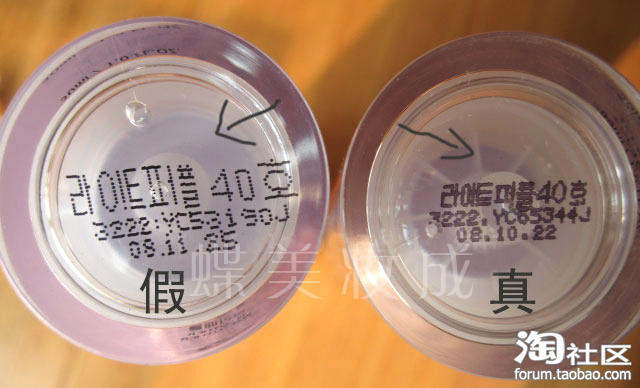 라이트퍼플 40호
3222.YC53190J
08.11.25
假
라이트퍼플40호
3222.YC65344J
08.10.22
真
蝶美妆成
淘社区
forum.taobao.com